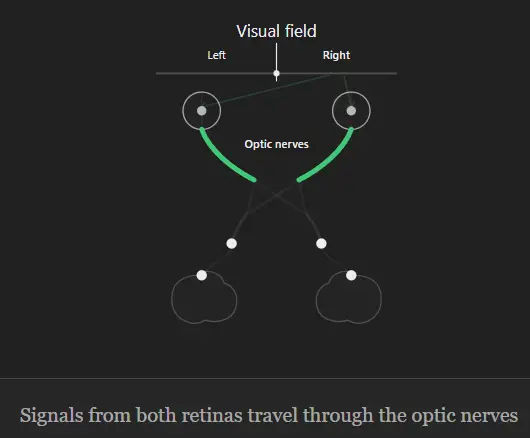 Visual field
Left Right
Optic nerves
Signals from both retinas travel through the optic nerves